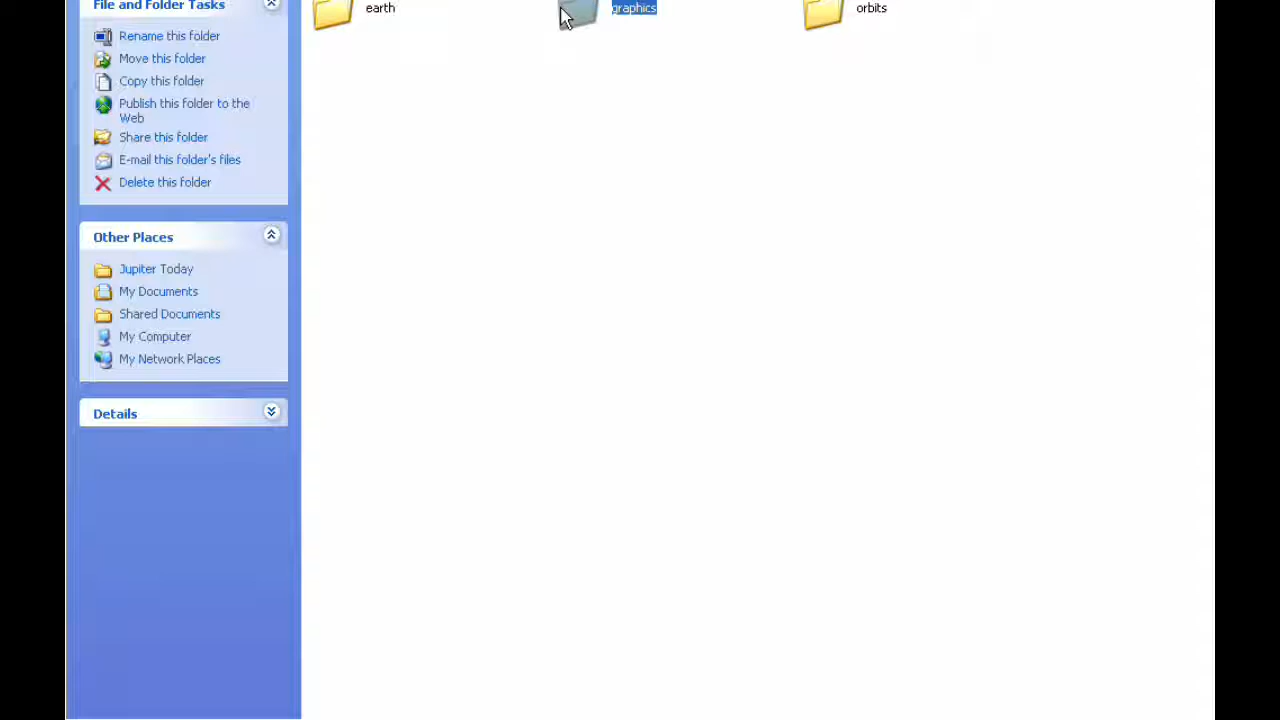 File and Folder Tasks
Rename this folder
Move this folder
Copy this folder
Publish this folder to the
Web
Share this folder
E-mail this folder's files
Delete this folder
Other Places
Jupiter Today
My Documents
Shared Documents
My Computer
My Network Places
Details
earth
graphics
orbits